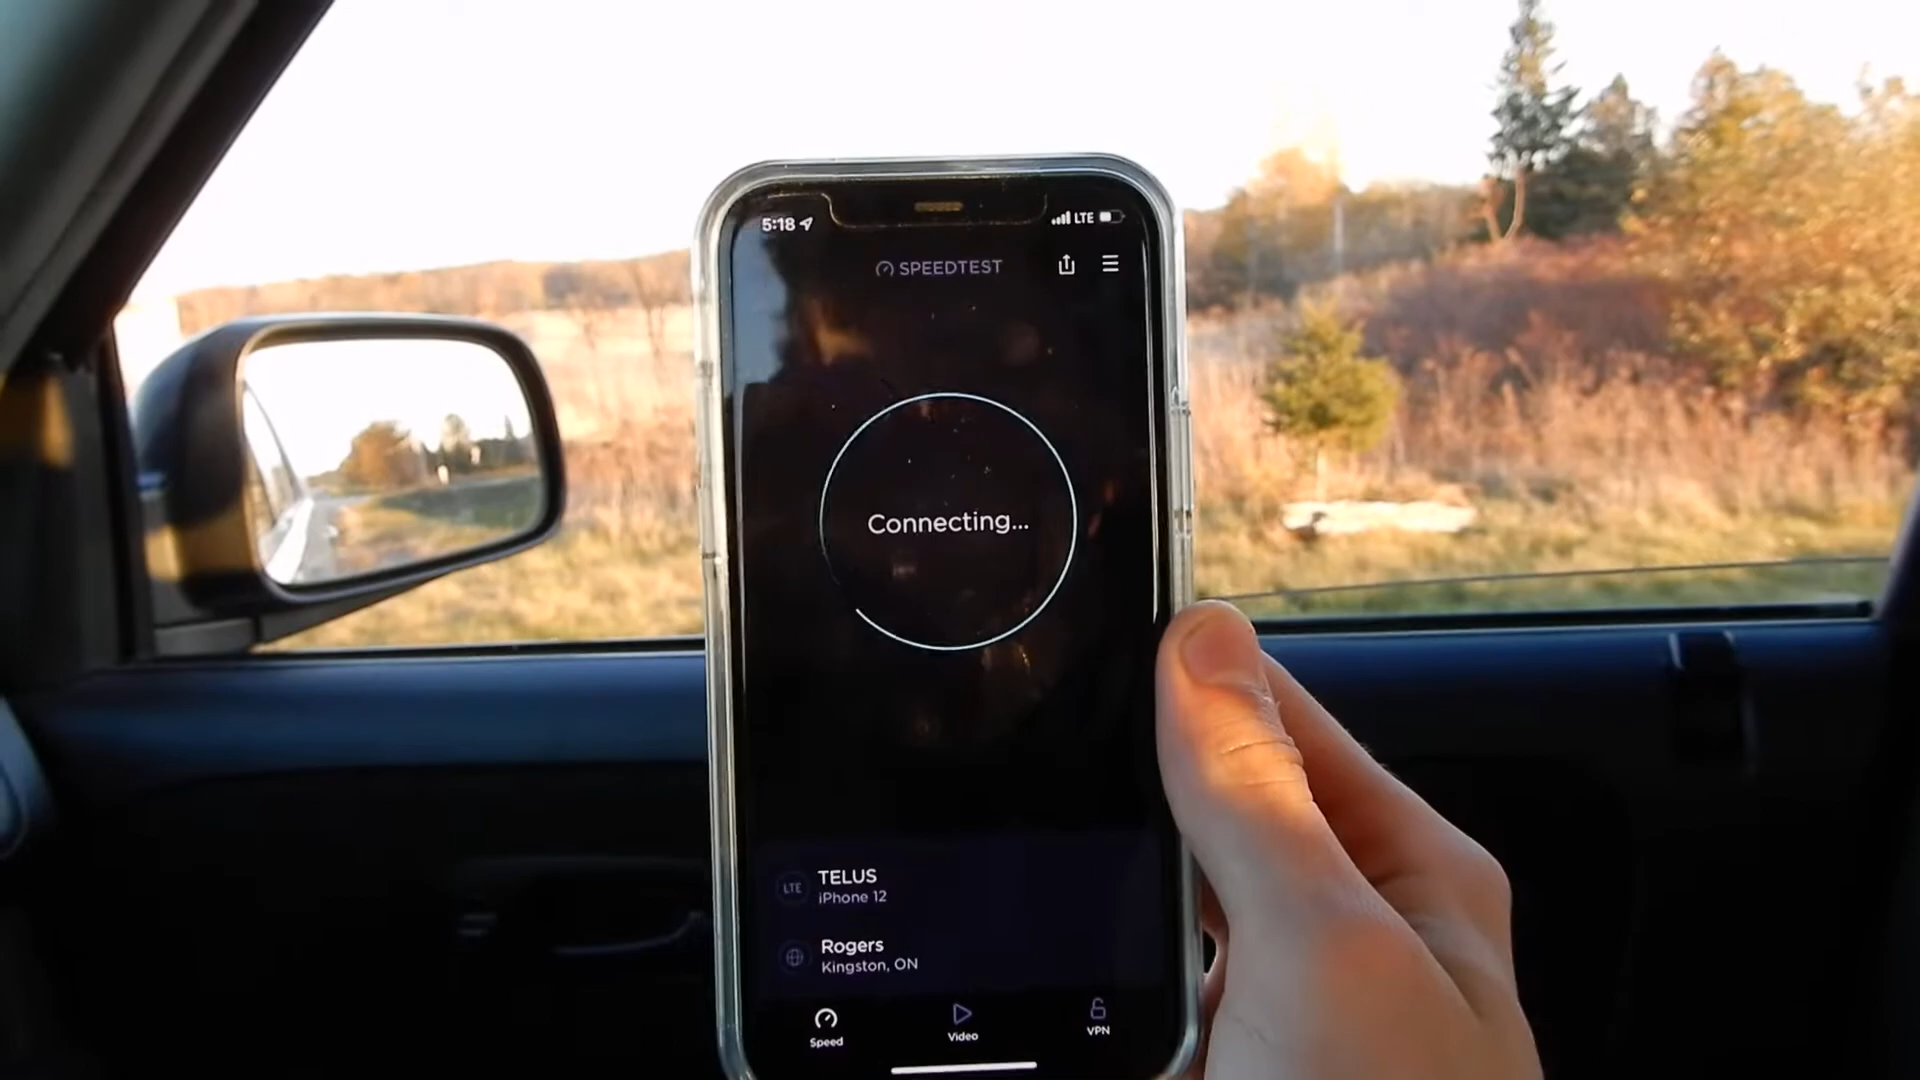 5:18 LTE
SPEEDTEST
Connecting...
LTE TELUS
iPhone 12
Rogers
Kingston, ON
Speed Video VPN